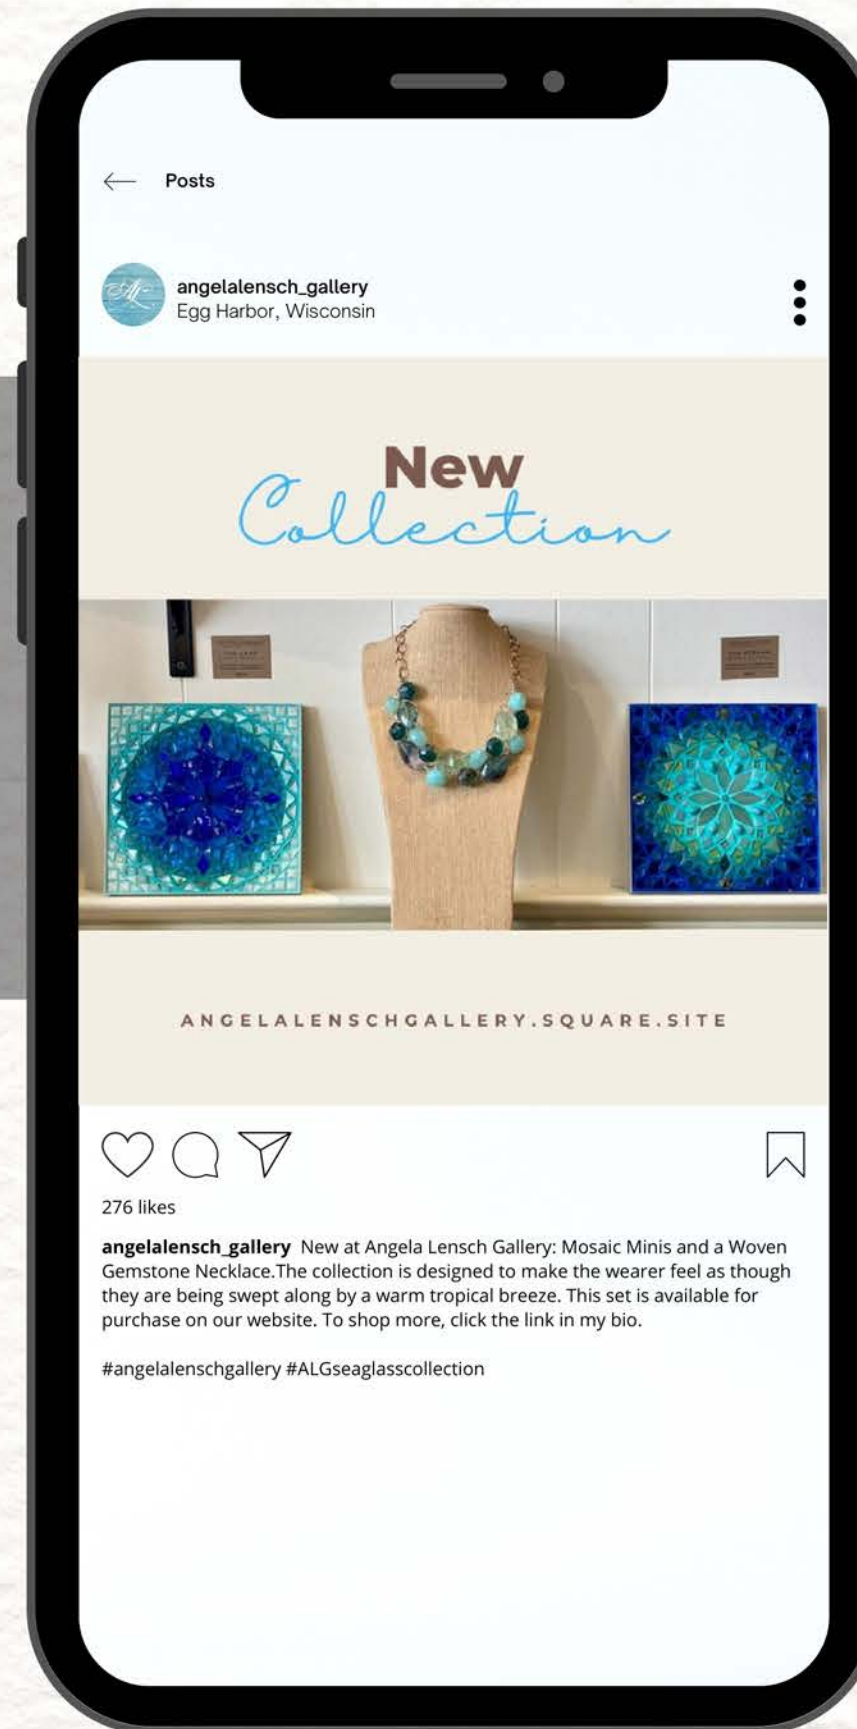 Posts
angelalensch_gallery
Egg Harbor, Wisconsin
New
Collection
ANGELALENSCHGALLERY.SQUARE.SITE
276 likes
angelalensch_gallery New at Angela Lensch Gallery: Mosaic Minis and a Woven
Gemstone Necklace.The collection is designed to make the wearer feel as though
they are being swept along by a warm tropical breeze. This set is available for
purchase on our website. To shop more, click the link in my bio.
#angelalenschgallery #ALGseaglasscollection